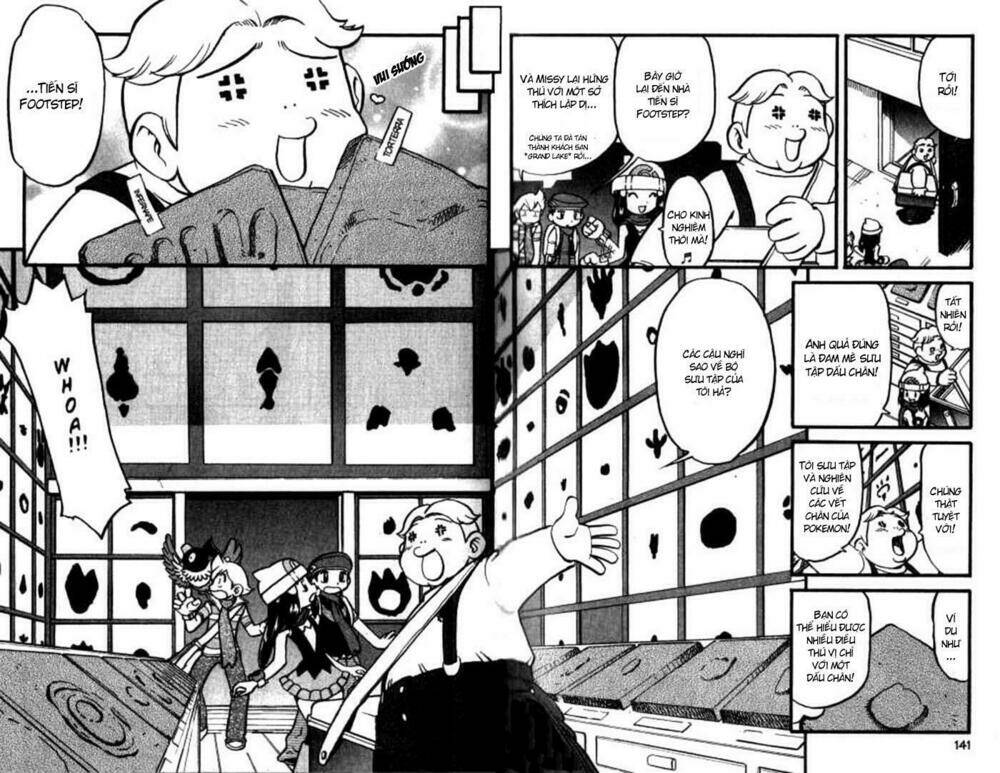 TỚI
RỒI!
BÂY GIỜ
LẠI ĐẾN NHÀ
TIẾN SĨ
FOOTSTEP?
VÀ MISSY LẠI HỨNG
THÚ VỚI MỘT SỞ
THÍCH LẬP DỊ...
CHÚNG TA ĐÃ TÁN
THÀNH KHÁCH SẠN
"GRAND LAKE" RỒI...
CHO KINH
NGHIỆM
THÔI MÀ!
TẤT
NHIÊN
RỒI!
ANH QUẢ ĐÚNG
LÀ ĐAM MÊ SƯU
TẬP DẤU CHÂN!
CHÚNG
THẬT
TUYỆT
VỜI!
TÔI SƯU TẬP
VÀ NGHIÊN
CỨU VỀ
CÁC VẾT
CHÂN CỦA
POKEMON!
VÍ
DỤ NHƯ
...
BẠN CÓ
THỂ HIỂU ĐƯỢC
NHIỀU ĐIỀU
THÚ VỊ CHỈ
VỚI MỘT
DẤU CHÂN!
141
VUI SƯỚNG
TORTERRA
INFERNAPE
...TIẾN SĨ
FOOTSTEP!
CÁC CẬU NGHĨ
SAO VỀ BỘ
SƯU TẬP CỦA
TÔI HẢ?
WHOA!!!